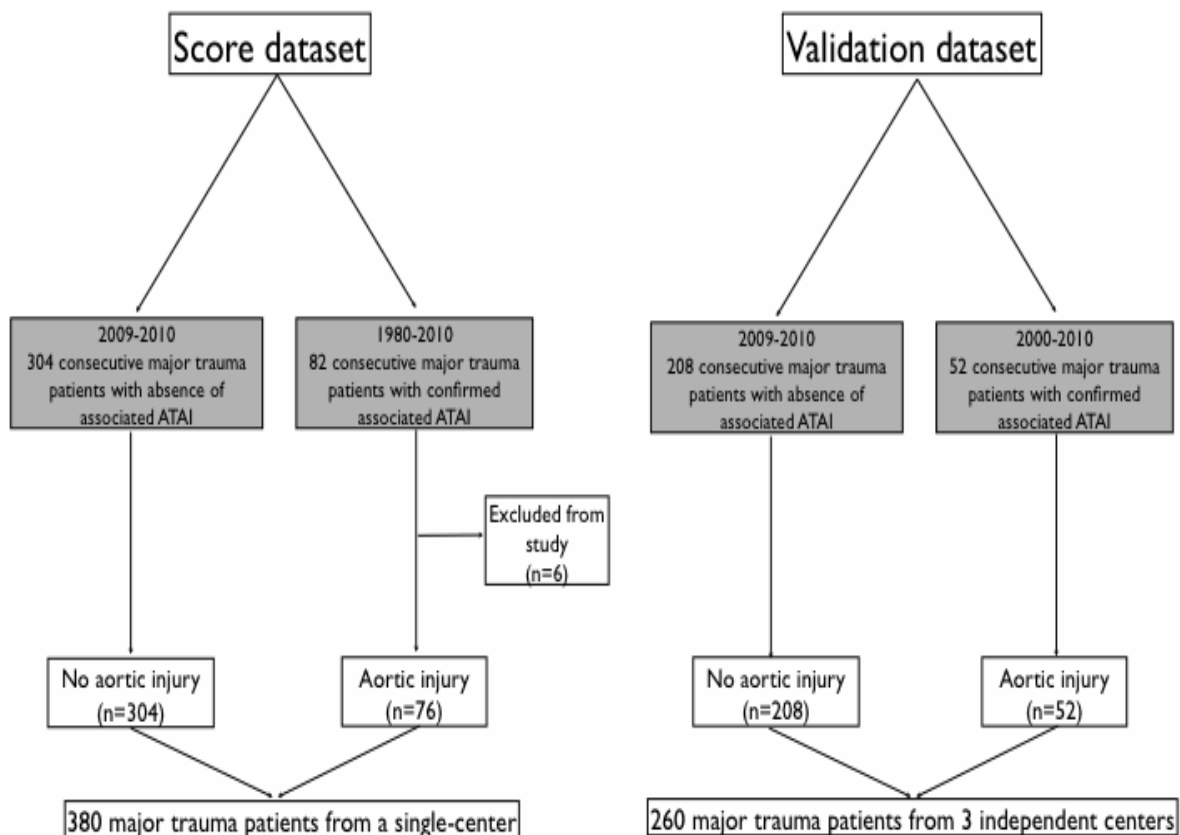 Score dataset
Validation dataset
2009-2010
304 consecutive major trauma
patients with absence of
associated ATAI
1980-2010
82 consecutive major trauma
patients with confirmed
associated ATAI
2009-2010
208 consecutive major trauma
patients with absence of
associated ATAI
2000-2010
52 consecutive major trauma
patients with confirmed
associated ATAI
Excluded from
study
(n=6)
No aortic injury
(n=304)
Aortic injury
(n=76)
No aortic injury
(n=208)
Aortic injury
(n=52)
380 major trauma patients from a single-center
260 major trauma patients from 3 independent centers